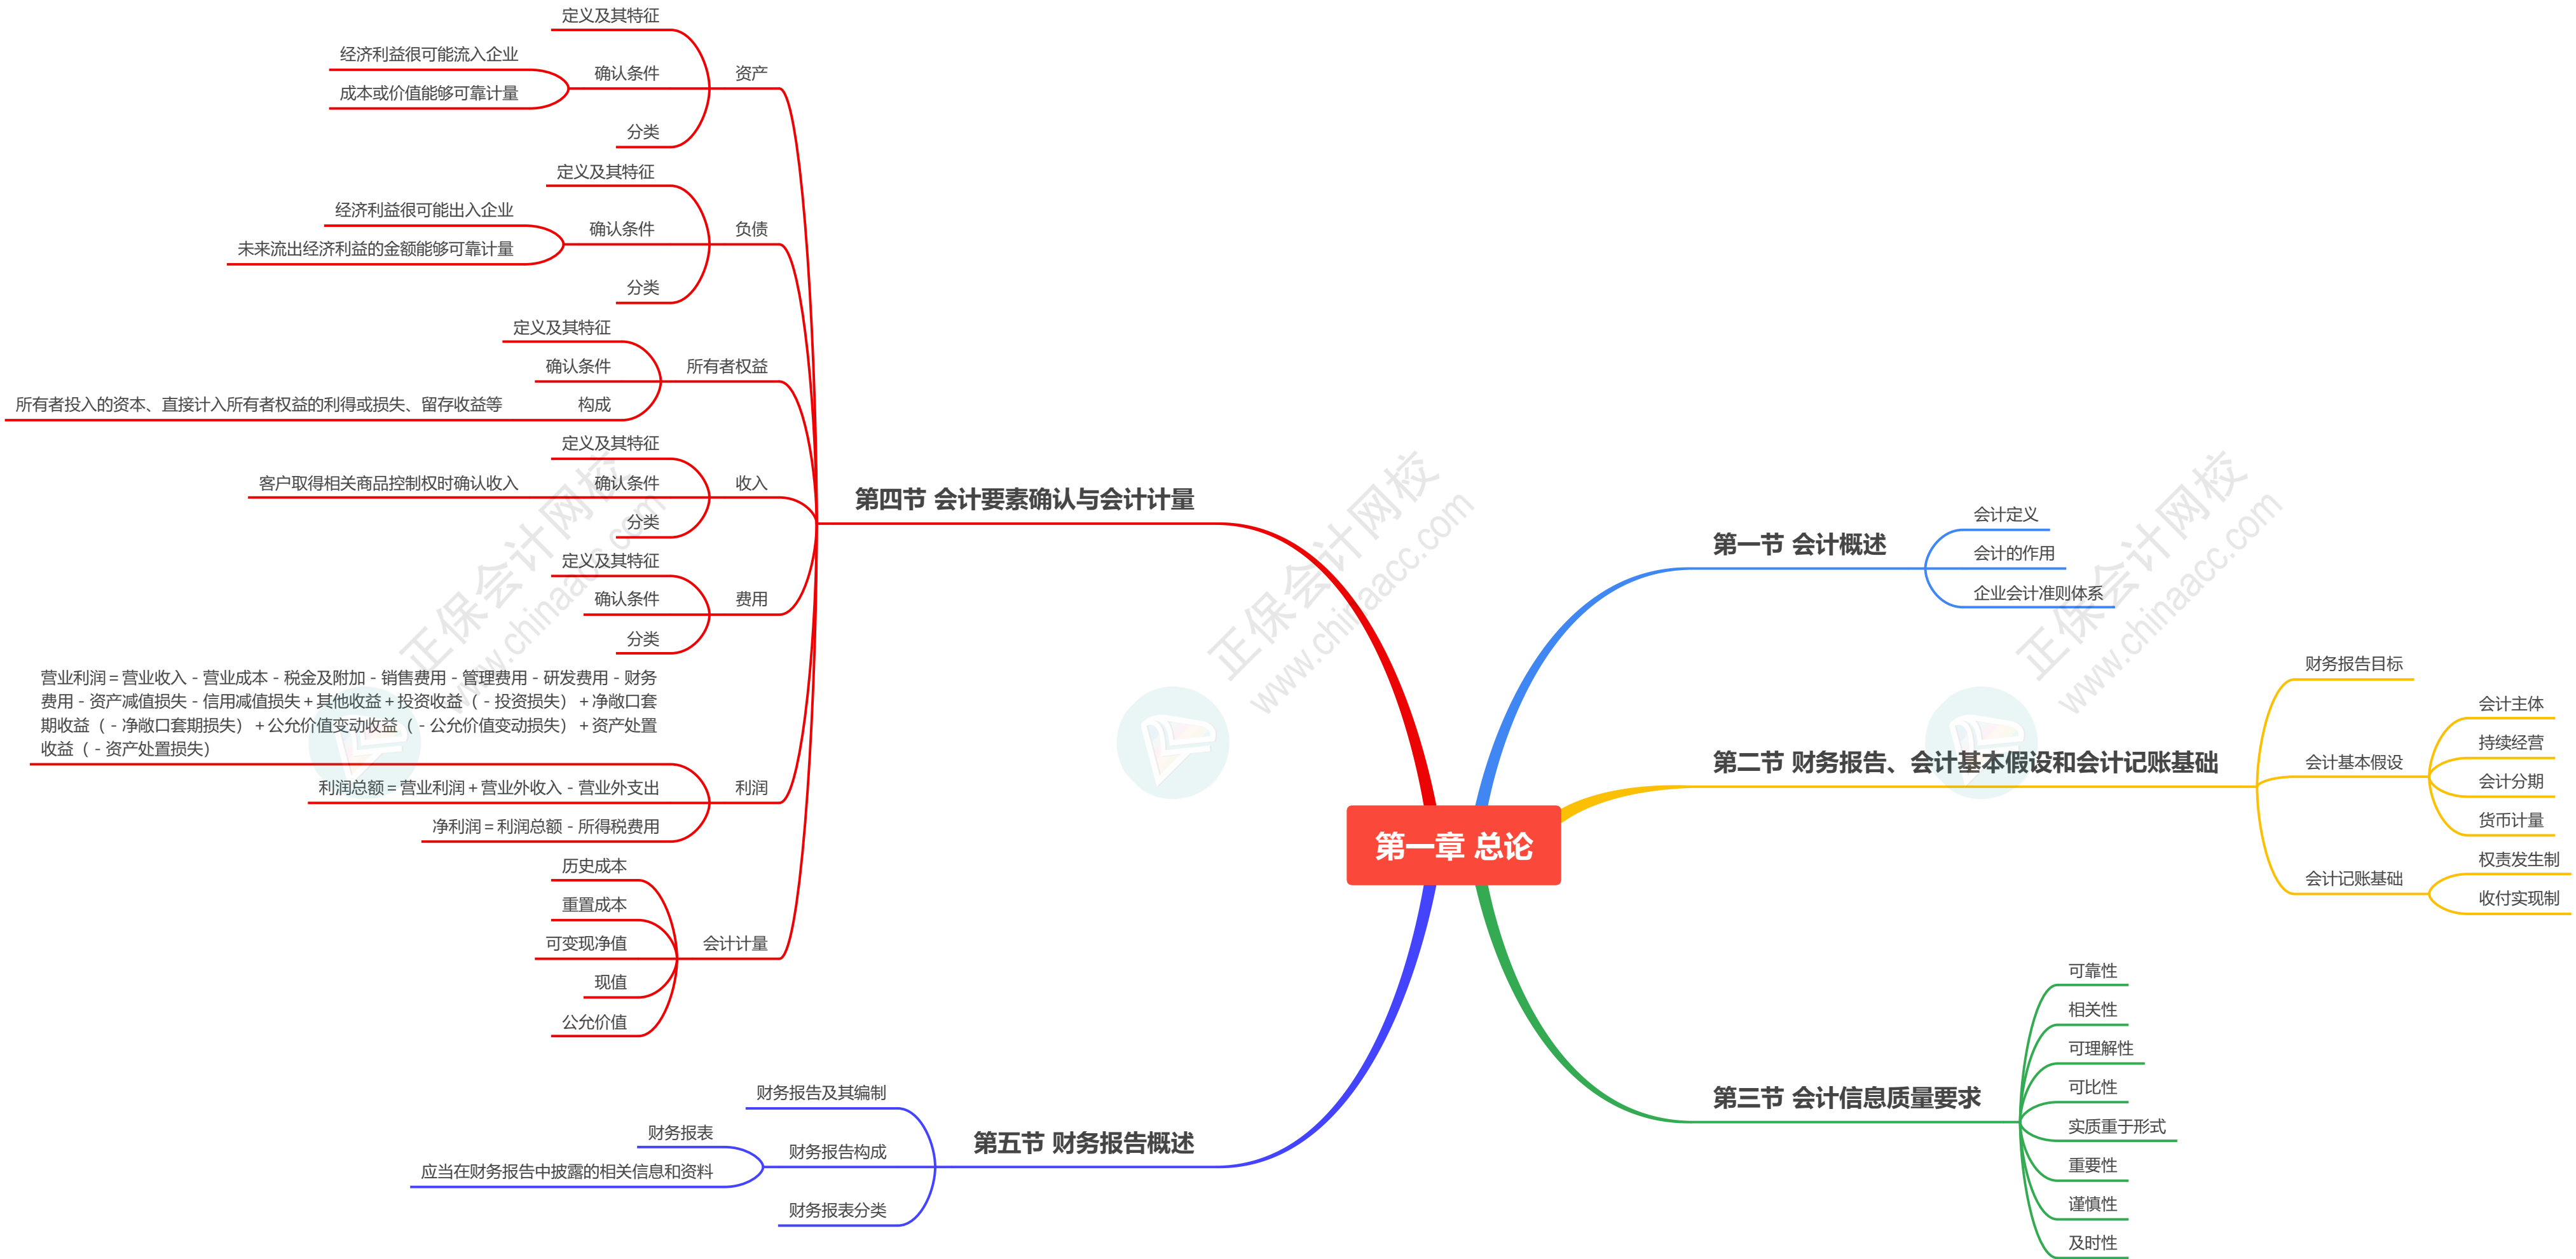 第一章 总论
第一节 会计概述
会计定义
会计的作用
企业会计准则体系
第二节 财务报告、会计基本假设和会计记账基础
财务报告目标
会计基本假设
会计主体
持续经营
会计分期
货币计量
会计记账基础
权责发生制
收付实现制
第三节 会计信息质量要求
可靠性
相关性
可理解性
可比性
实质重于形式
重要性
谨慎性
及时性
第四节 会计要素确认与会计计量
资产
定义及其特征
确认条件
经济利益很可能流入企业
成本或价值能够可靠计量
分类
负债
定义及其特征
确认条件
经济利益很可能出入企业
未来流出经济利益的金额能够可靠计量
分类
所有者权益
定义及其特征
确认条件
构成
所有者投入的资本、直接计入所有者权益的利得或损失、留存收益等
收入
定义及其特征
确认条件
客户取得相关商品控制权时确认收入
分类
费用
定义及其特征
确认条件
分类
利润
营业利润＝营业收入－营业成本－税金及附加－销售费用－管理费用－研发费用－财务
费用－资产减值损失－信用减值损失＋其他收益＋投资收益（－投资损失）＋净敞口套
期收益（－净敞口套期损失）＋公允价值变动收益（－公允价值变动损失）＋资产处置
收益（－资产处置损失）
利润总额＝营业利润＋营业外收入－营业外支出
净利润＝利润总额－所得税费用
会计计量
历史成本
重置成本
可变现净值
现值
公允价值
第五节 财务报告概述
财务报告及其编制
财务报告构成
财务报表
应当在财务报告中披露的相关信息和资料
财务报表分类
正保会计网校
www.chinaacc.com
正保会计网校
www.chinaacc.com
正保会计网校
www.chinaacc.com